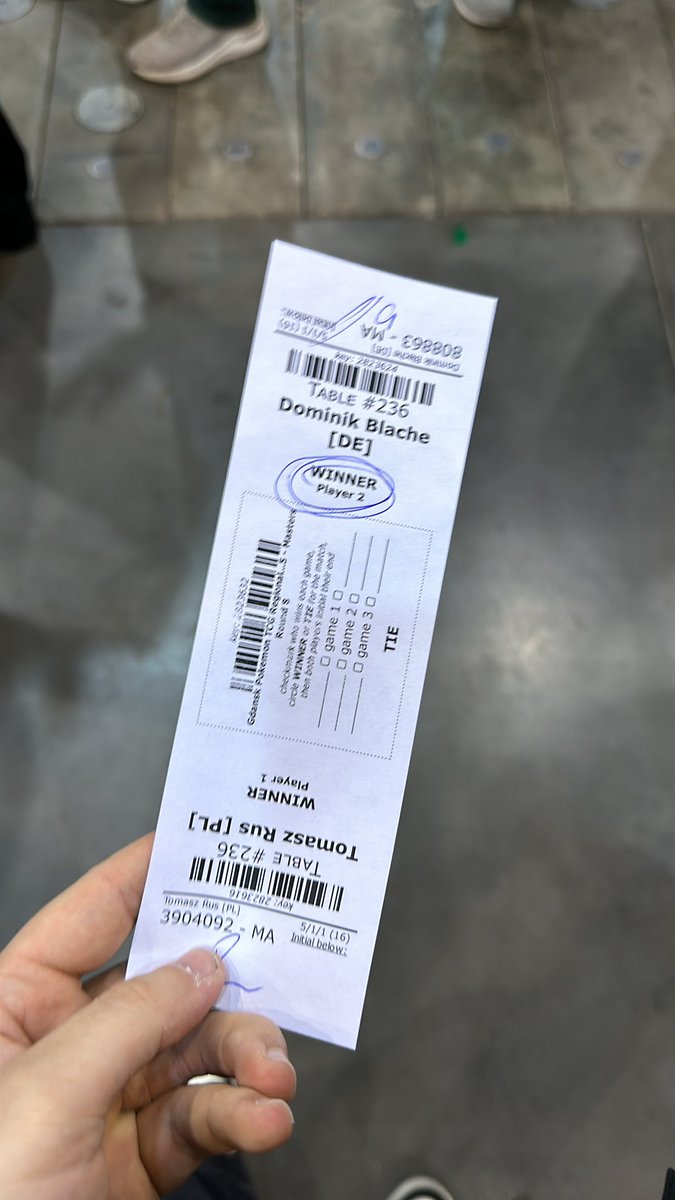 808863 - MA
Dominik Blache [DE]
5/1/1 (16)
Initial below:
key: 2823624
TABLE #236
Dominik Blache
[DE]
WINNER
Player 2
key: 2823632
Gdansk Pokemon TCG Regional...s - Masters
Round 8
checkmark who wins each game,
circle WINNER or TIE for the match,
then both players initial their end
game 1
game 2
game 3
TIE
Player 1
WINNER
Tomasz Rus [PL]
TABLE #236
key: 2823616
Tomasz Rus [PL]
3904092 - MA
5/1/1 (16)
Initial below: